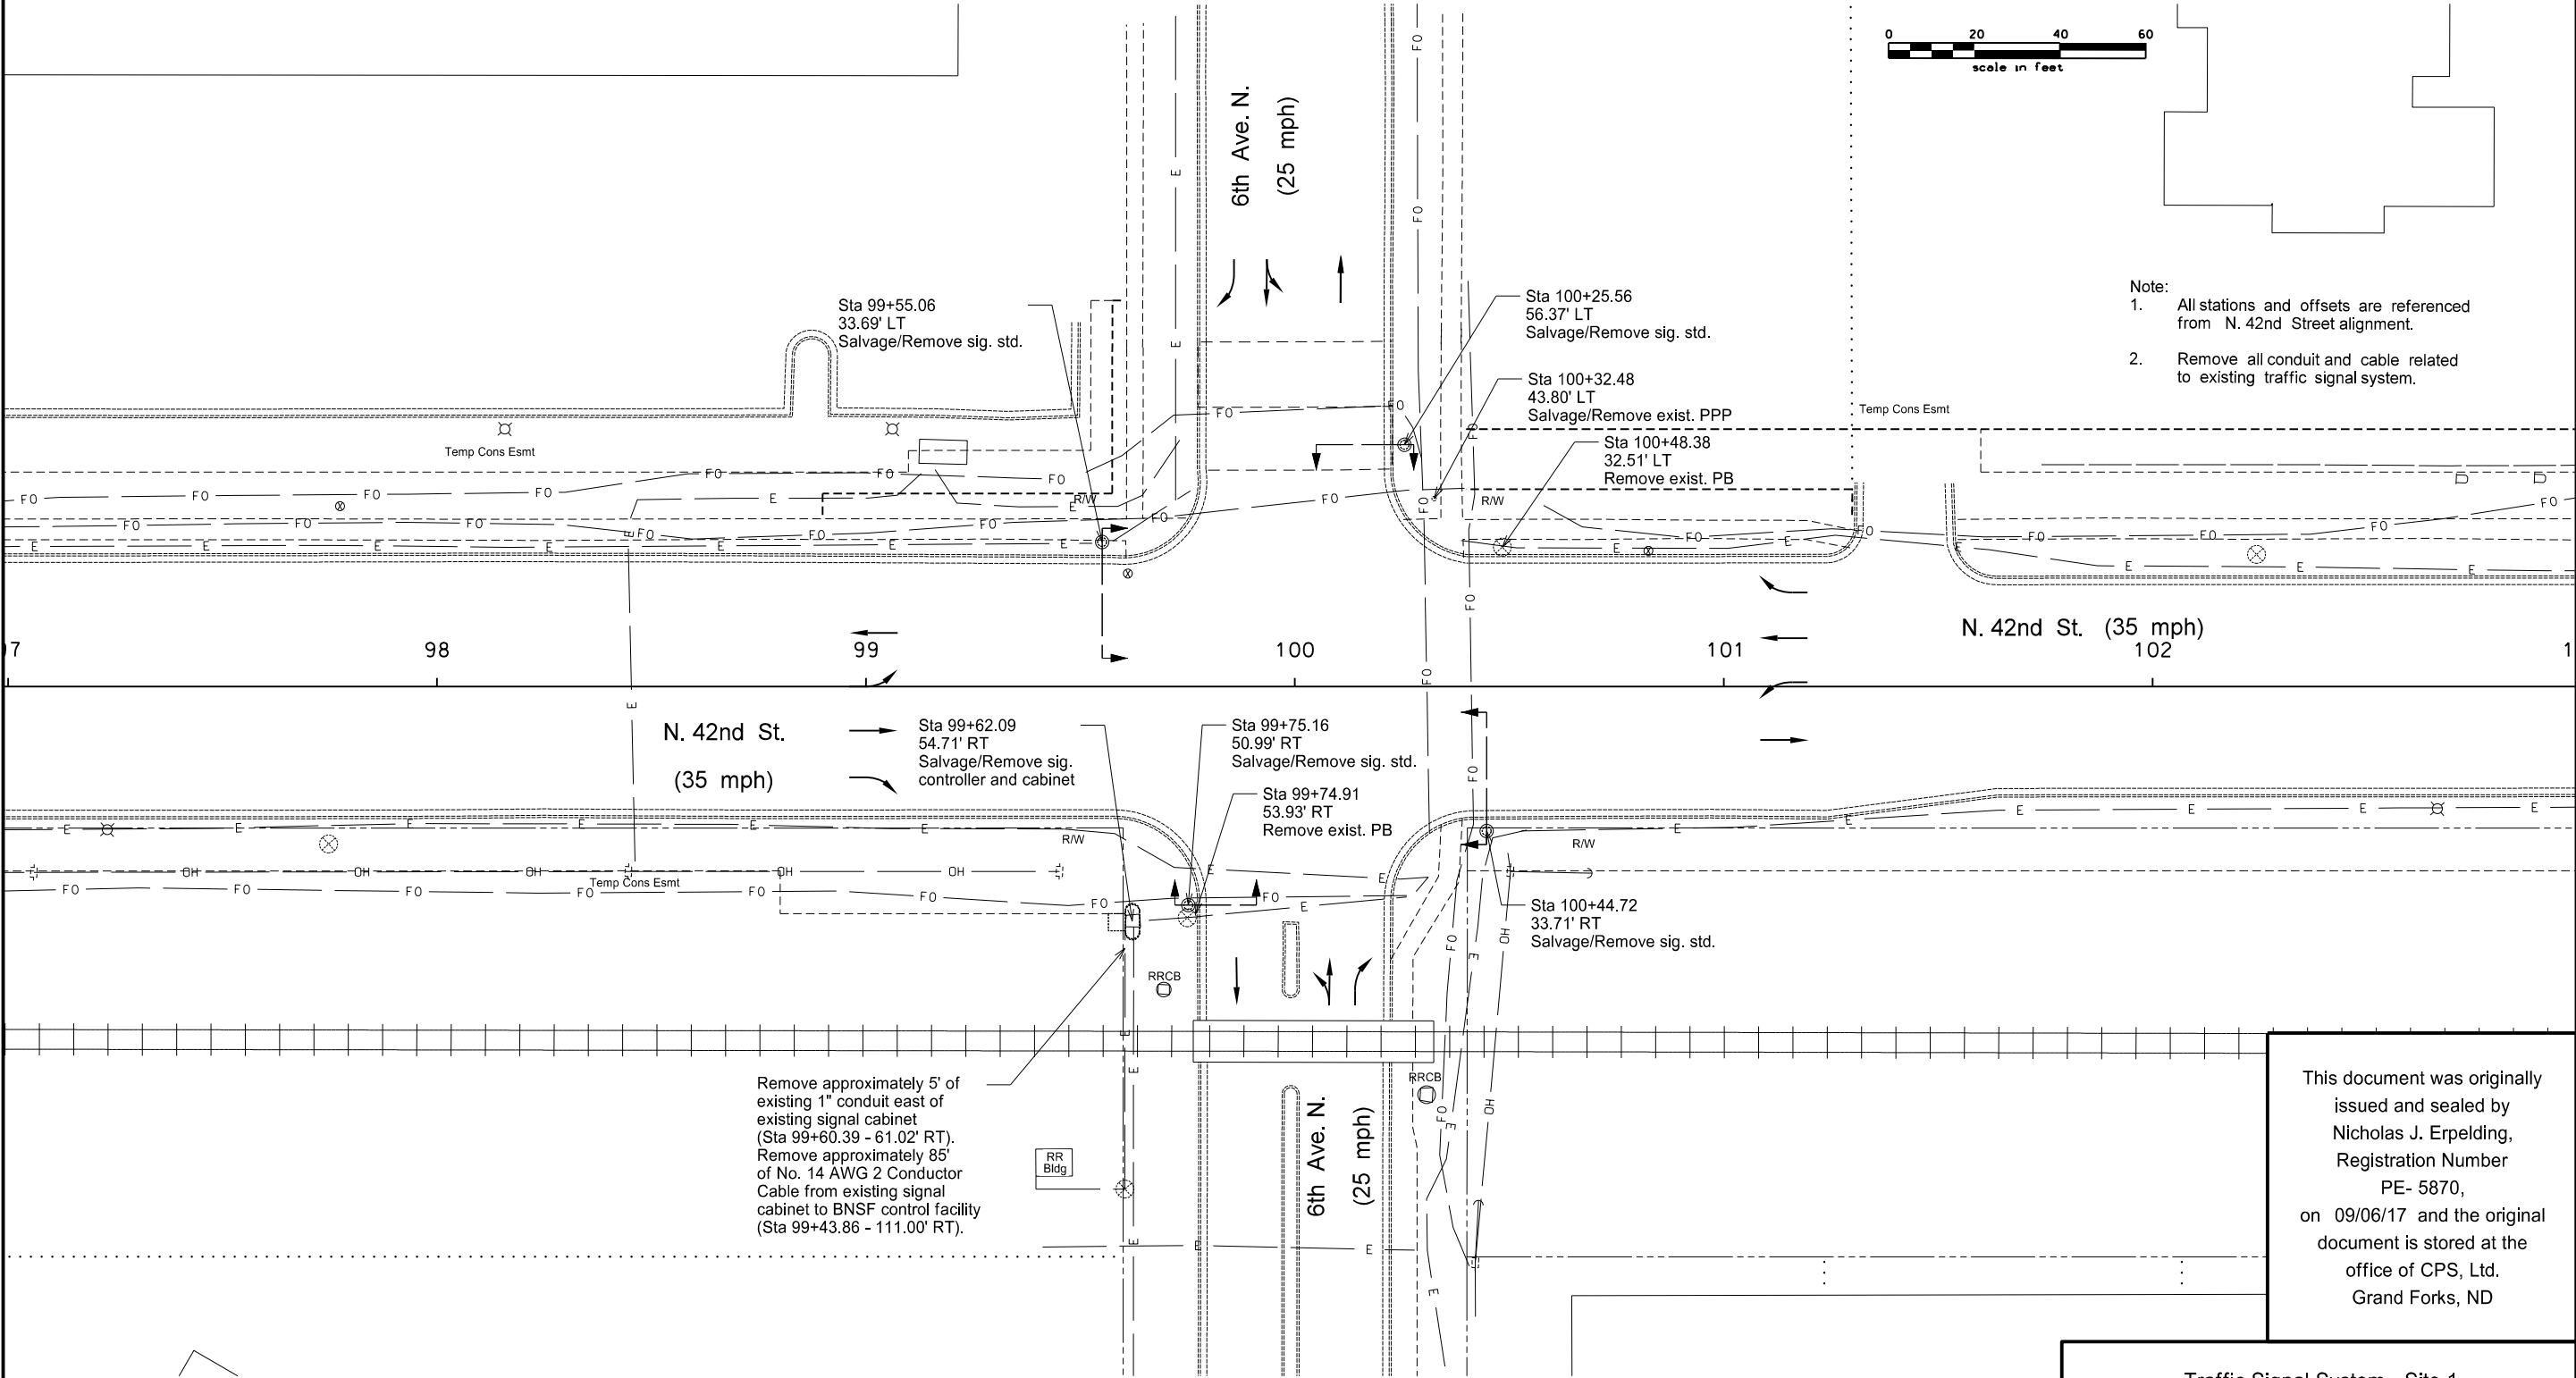 0 20 40 60
scale in feet
6th Ave. N.
(25 mph)
Note:
1. All stations and offsets are referenced
from N. 42nd Street alignment.
2. Remove all conduit and cable related
to existing traffic signal system.
Sta 99+55.06
33.69' LT
Salvage/Remove sig. std.
Sta 100+25.56
56.37' LT
Salvage/Remove sig. std.
Sta 100+32.48
43.80' LT
Salvage/Remove exist. PPP
Sta 100+48.38
32.51' LT
Remove exist. PB
Temp Cons Esmt
Temp Cons Esmt
R/W
R/W
N. 42nd St. (35 mph)
98 99 100 101 102
N. 42nd St.
(35 mph)
Sta 99+62.09
54.71' RT
Salvage/Remove sig.
controller and cabinet
Sta 99+75.16
50.99' RT
Salvage/Remove sig. std.
Sta 99+74.91
53.93' RT
Remove exist. PB
R/W
R/W
Temp Cons Esmt
Sta 100+44.72
33.71' RT
Salvage/Remove sig. std.
RRCB
RRCB
Remove approximately 5' of
existing 1" conduit east of
existing signal cabinet
(Sta 99+60.39 - 61.02' RT).
Remove approximately 85'
of No. 14 AWG 2 Conductor
Cable from existing signal
cabinet to BNSF control facility
(Sta 99+43.86 - 111.00' RT).
RR
Bldg
6th Ave. N.
(25 mph)
This document was originally
issued and sealed by
Nicholas J. Erpelding,
Registration Number
PE- 5870,
on 09/06/17 and the original
document is stored at the
office of CPS, Ltd.
Grand Forks, ND
Traffic Signal System - Site 1